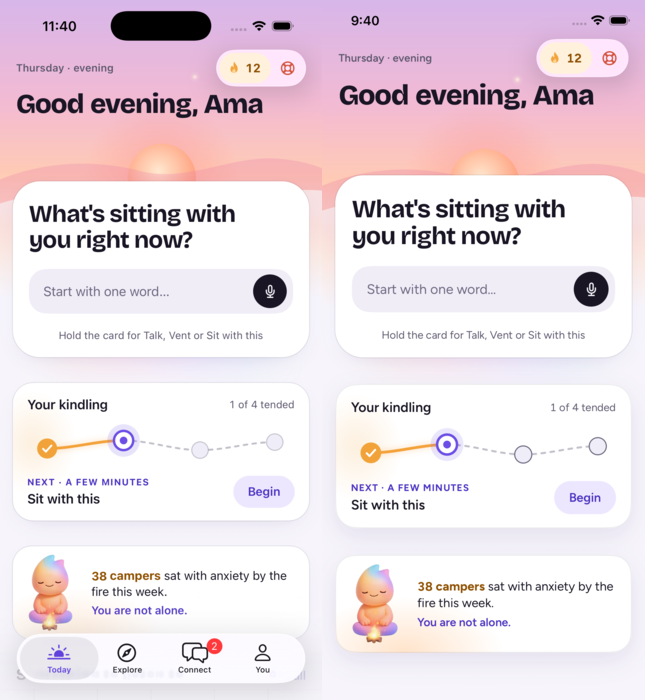 11:40
Thursday · evening
12
Good evening, Ama
What's sitting with
you right now?
Start with one word...
Hold the card for Talk, Vent or Sit with this
Your kindling
1 of 4 tended
NEXT · A FEW MINUTES
Sit with this
Begin
38 campers sat with anxiety by the
fire this week.
You are not alone.
Today
Explore
2
Connect
You
9:40
Thursday · evening
12
Good evening, Ama
What's sitting with
you right now?
Start with one word...
Hold the card for Talk, Vent or Sit with this
Your kindling
1 of 4 tended
NEXT · A FEW MINUTES
Sit with this
Begin
38 campers sat with anxiety by the
fire this week.
You are not alone.